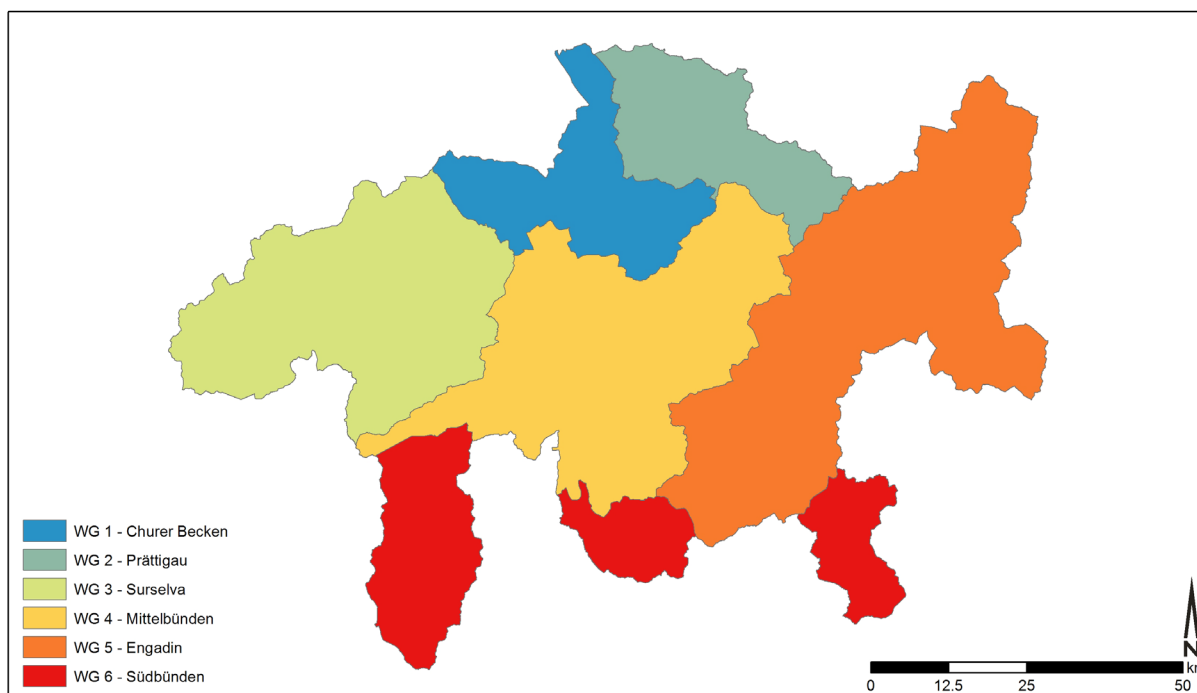 WG 1 - Churer Becken
WG 2 - Prättigau
WG 3 - Surselva
WG 4 - Mittelbünden
WG 5 - Engadin
WG 6 - Südbünden
N
km
0 12.5 25 50